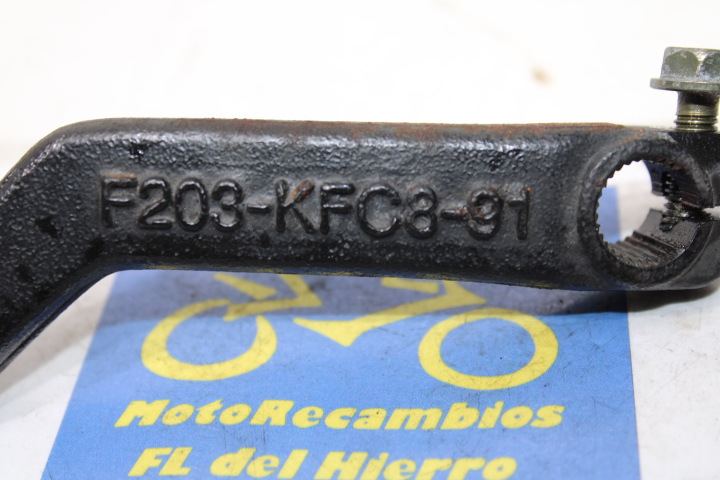 F203-KFC8-91
MotoRecambios
FL del Hierro